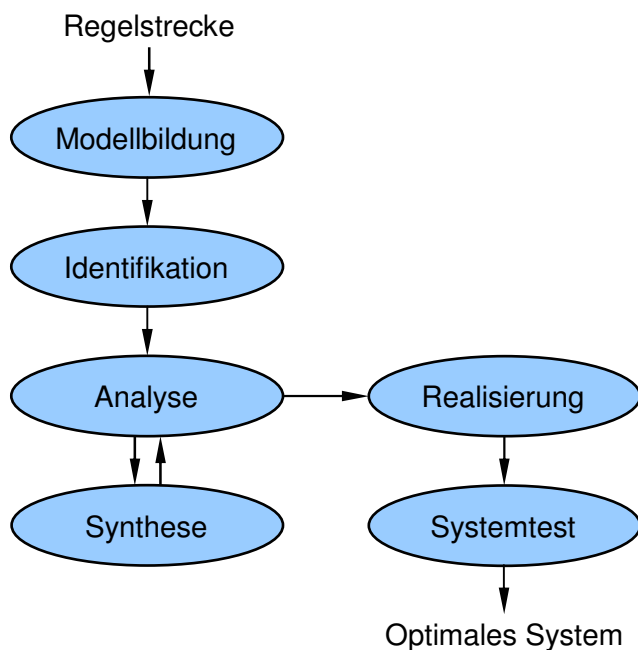 Regelstrecke
Modellbildung
Identifikation
Analyse
Realisierung
Synthese
Systemtest
Optimales System